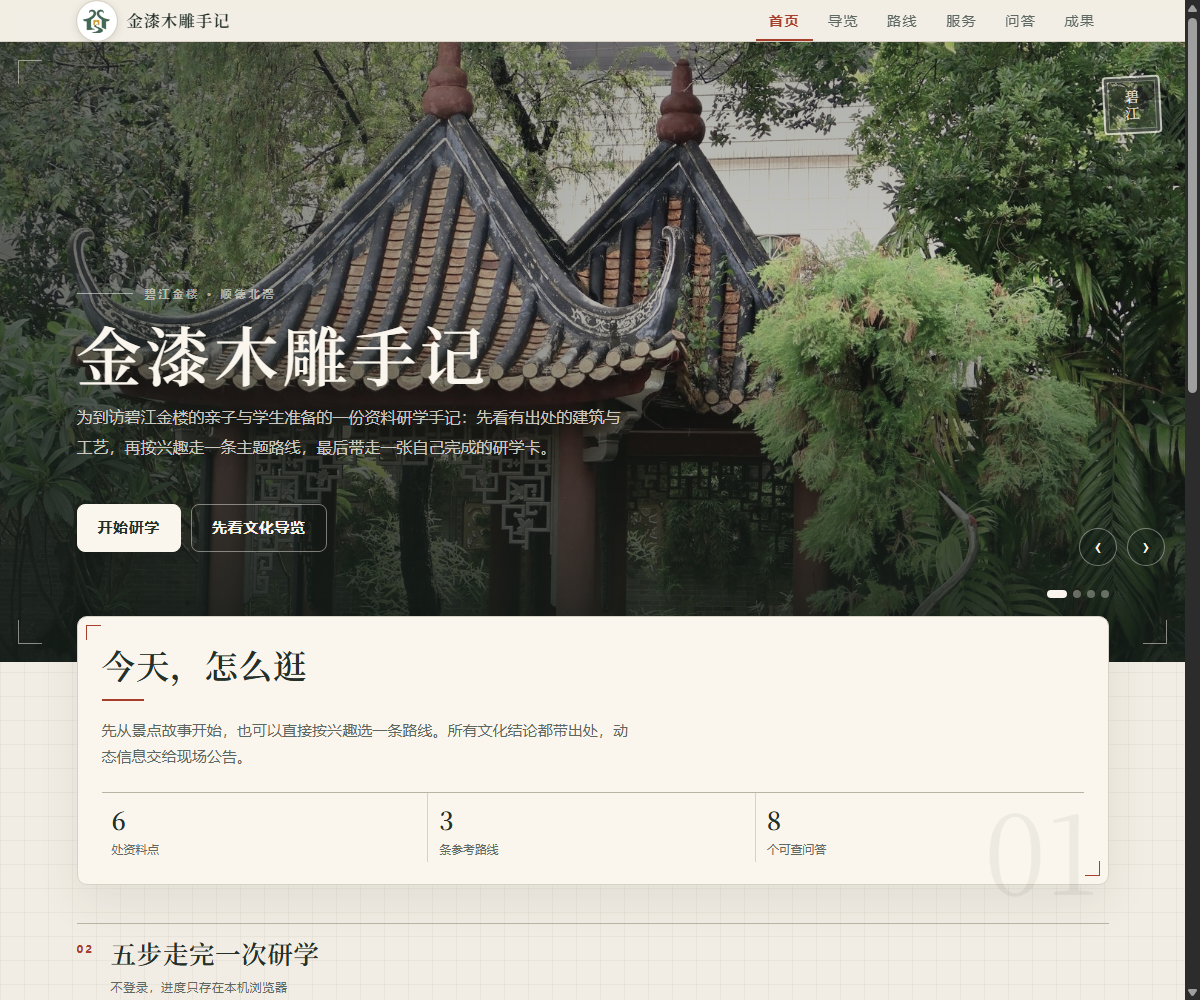 金漆木雕手记
首页 导览 路线 服务 问答 成果
碧江
碧江金楼 · 顺德北滘
金漆木雕手记
为到访碧江金楼的亲子与学生准备的一份资料研学手记：先看有出处的建筑与
工艺，再按兴趣走一条主题路线，最后带走一张自己完成的研学卡。
开始研学 先看文化导览
今天，怎么逛
先从景点故事开始，也可以直接按兴趣选一条路线。所有文化结论都带出处，动
态信息交给现场公告。
6 3 8
处资料点 条参考路线 个可查问答
01
02 五步走完一次研学
不登录，进度只存在本机浏览器